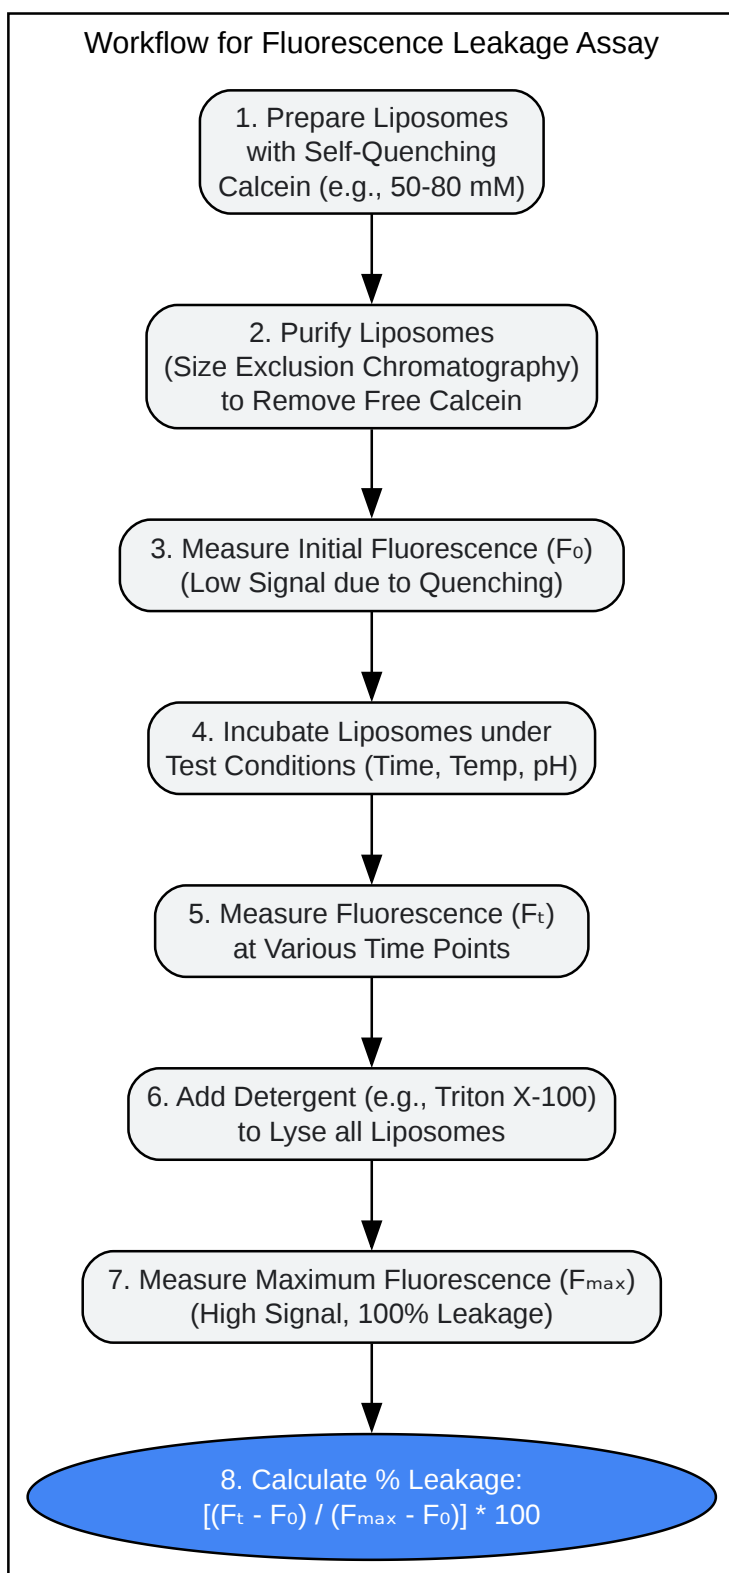 Workflow for Fluorescence Leakage Assay
1. Prepare Liposomes
with Self-Quenching
Calcein (e.g., 50-80 mM)
2. Purify Liposomes
(Size Exclusion Chromatography)
to Remove Free Calcein
3. Measure Initial Fluorescence (F₀)
(Low Signal due to Quenching)
4. Incubate Liposomes under
Test Conditions (Time, Temp, pH)
5. Measure Fluorescence (Fₜ)
at Various Time Points
6. Add Detergent (e.g., Triton X-100)
to Lyse all Liposomes
7. Measure Maximum Fluorescence (Fₘₐₓ)
(High Signal, 100% Leakage)
8. Calculate % Leakage:
[(Fₜ - F₀) / (Fₘₐₓ - F₀)] * 100